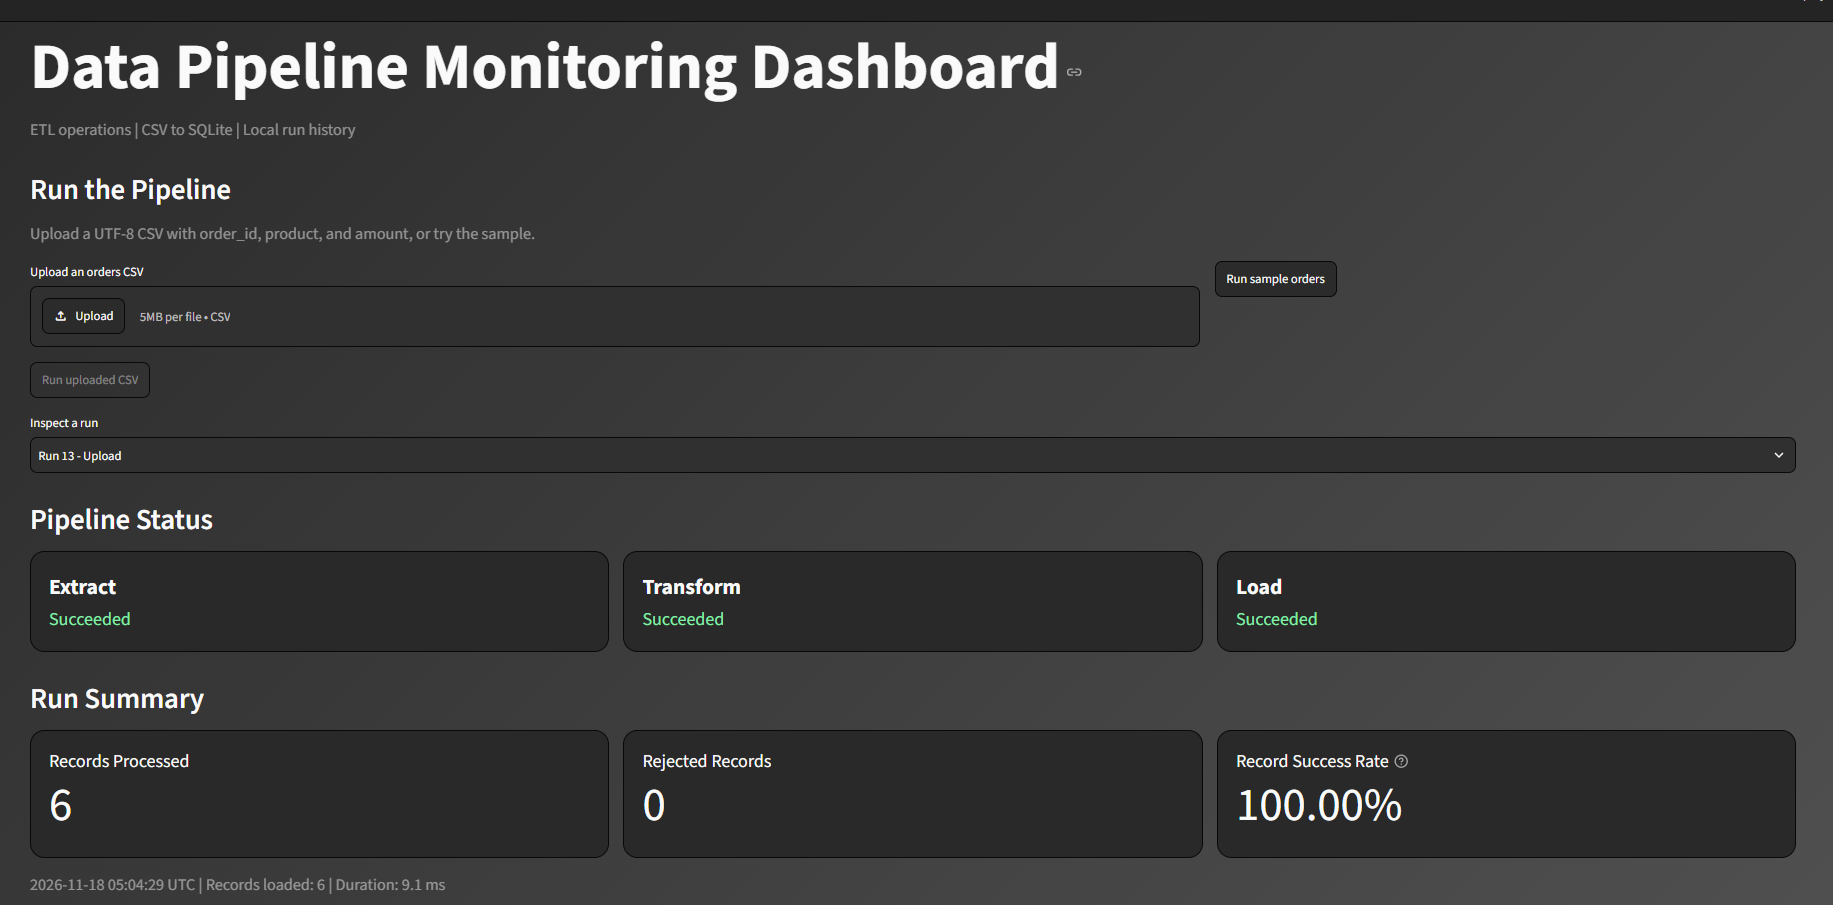 Data Pipeline Monitoring Dashboard
ETL operations | CSV to SQLite | Local run history
Run the Pipeline
Upload a UTF-8 CSV with order_id, product, and amount, or try the sample.
Upload an orders CSV
Run sample orders
Upload
5MB per file • CSV
Run uploaded CSV
Inspect a run
Run 13 - Upload
Pipeline Status
Extract
Succeeded
Transform
Succeeded
Load
Succeeded
Run Summary
Records Processed
6
Rejected Records
0
Record Success Rate
100.00%
2026-11-18 05:04:29 UTC | Records loaded: 6 | Duration: 9.1 ms